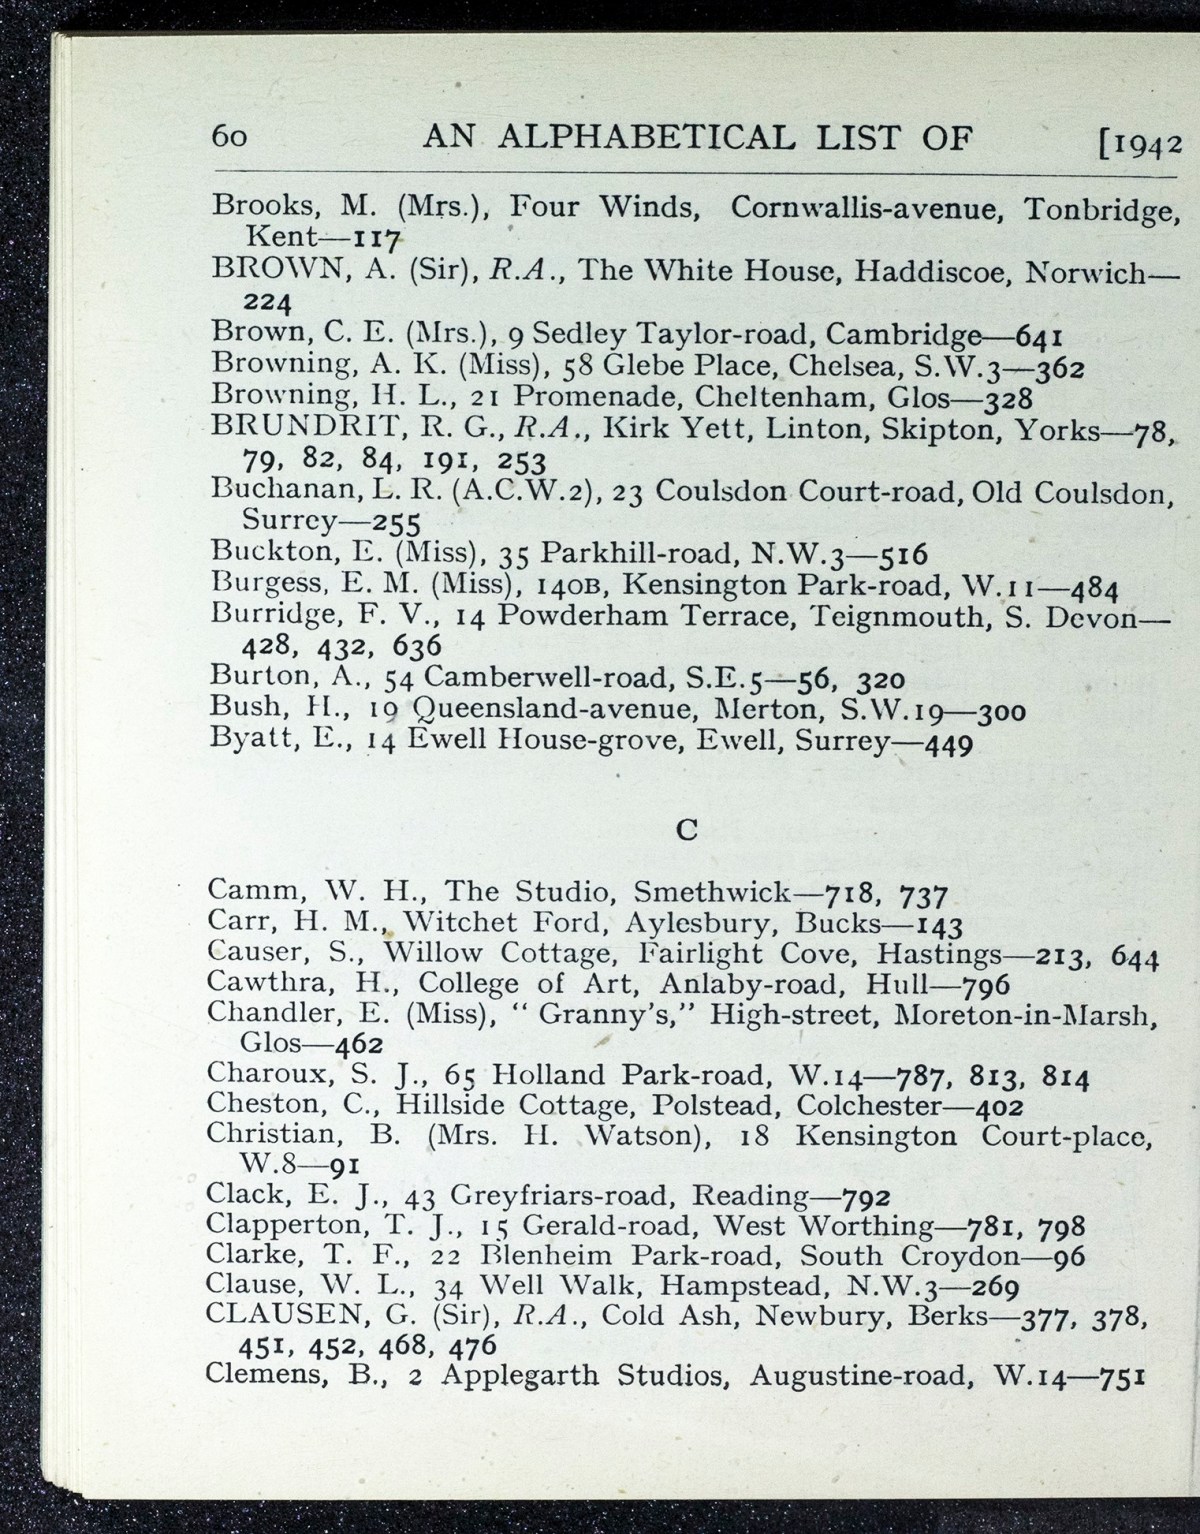 60 AN ALPHABETICAL LIST OF [1942
Brooks, M. (Mrs.), Four Winds, Cornwallis-avenue, Tonbridge,
Kent—117
BROWN, A. (Sir), R.A., The White House, Haddiscoe, Norwich—
224
Brown, C. E. (Mrs.), 9 Sedley Taylor-road, Cambridge—641
Browning, A. K. (Miss), 58 Glebe Place, Chelsea, S.W.3—362
Browning, H. L., 21 Promenade, Cheltenham, Glos—328
BRUNDRIT, R. G., R.A., Kirk Yett, Linton, Skipton, Yorks—78,
79, 82, 84, 191, 253
Buchanan, L. R. (A.C.W.2), 23 Coulsdon Court-road, Old Coulsdon,
Surrey—255
Buckton, E. (Miss), 35 Parkhill-road, N.W.3—516
Burgess, E. M. (Miss), 140B, Kensington Park-road, W.11—484
Burridge, F. V., 14 Powderham Terrace, Teignmouth, S. Devon—
428, 432, 636
Burton, A., 54 Camberwell-road, S.E.5—56, 320
Bush, H., 19 Queensland-avenue, Merton, S.W.19—300
Byatt, E., 14 Ewell House-grove, Ewell, Surrey—449
C
Camm, W. H., The Studio, Smethwick—718, 737
Carr, H. M., Witchet Ford, Aylesbury, Bucks—143
Causer, S., Willow Cottage, Fairlight Cove, Hastings—213, 644
Cawthra, H., College of Art, Anlaby-road, Hull—796
Chandler, E. (Miss), “ Granny’s,” High-street, Moreton-in-Marsh,
Glos—462
Charoux, S. J., 65 Holland Park-road, W.14—787, 813, 814
Cheston, C., Hillside Cottage, Polstead, Colchester—402
Christian, B. (Mrs. H. Watson), 18 Kensington Court-place,
W.8—91
Clack, E. J., 43 Greyfriars-road, Reading—792
Clapperton, T. J., 15 Gerald-road, West Worthing—781, 798
Clarke, T. F., 22 Blenheim Park-road, South Croydon—96
Clause, W. L., 34 Well Walk, Hampstead, N.W.3—269
CLAUSEN, G. (Sir), R.A., Cold Ash, Newbury, Berks—377, 378,
451, 452, 468, 476
Clemens, B., 2 Applegarth Studios, Augustine-road, W.14—751